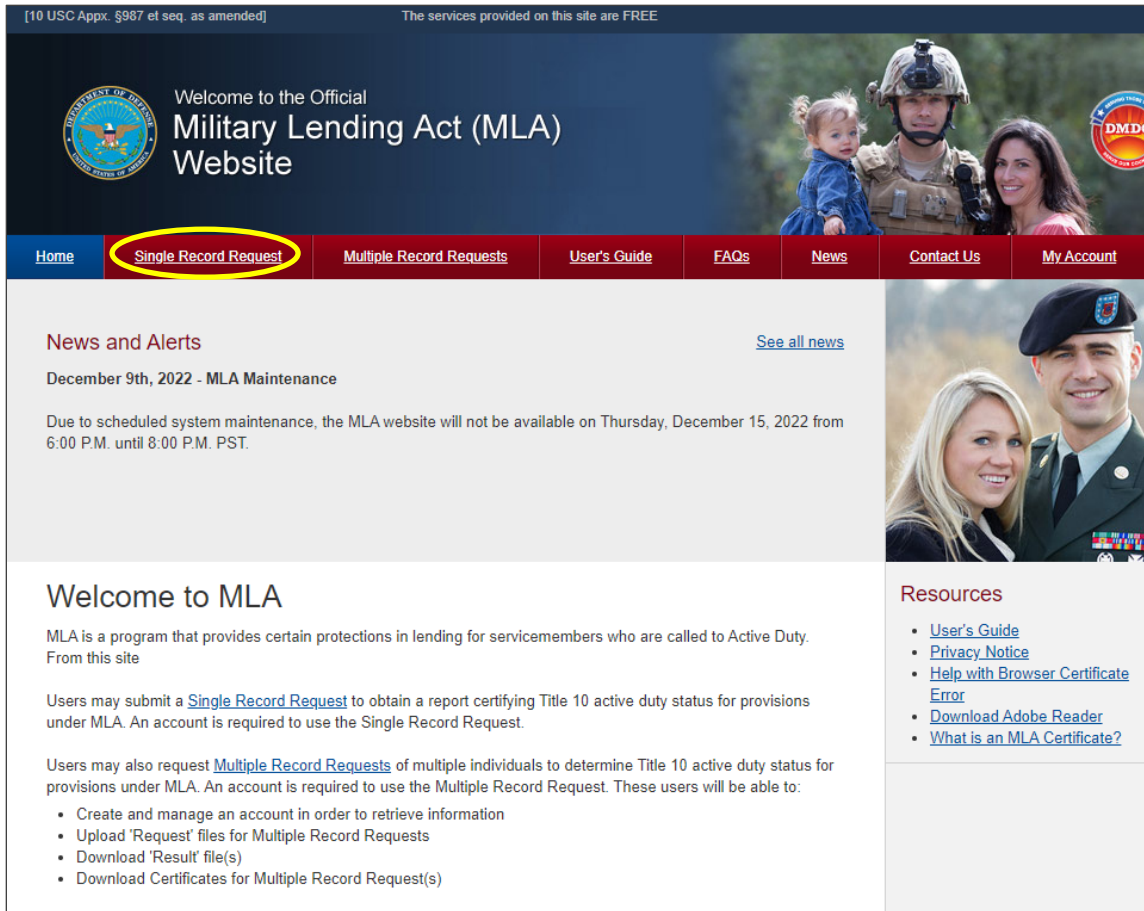 [10 USC Appx. §987 et seq. as amended] The services provided on this site are FREE
Welcome to the Official
Military Lending Act (MLA)
Website
DEPARTMENT OF DEFENSE
UNITED STATES OF AMERICA
DMDC
Home Single Record Request Multiple Record Requests User's Guide FAQs News Contact Us My Account
News and Alerts See all news
December 9th, 2022 - MLA Maintenance
Due to scheduled system maintenance, the MLA website will not be available on Thursday, December 15, 2022 from
6:00 P.M. until 8:00 P.M. PST.
Welcome to MLA
MLA is a program that provides certain protections in lending for servicemembers who are called to Active Duty.
From this site
Users may submit a Single Record Request to obtain a report certifying Title 10 active duty status for provisions
under MLA. An account is required to use the Single Record Request.
Users may also request Multiple Record Requests of multiple individuals to determine Title 10 active duty status for
provisions under MLA. An account is required to use the Multiple Record Request. These users will be able to:
• Create and manage an account in order to retrieve information
• Upload 'Request' files for Multiple Record Requests
• Download 'Result' file(s)
• Download Certificates for Multiple Record Request(s)
Resources
• User's Guide
• Privacy Notice
• Help with Browser Certificate
Error
• Download Adobe Reader
• What is an MLA Certificate?